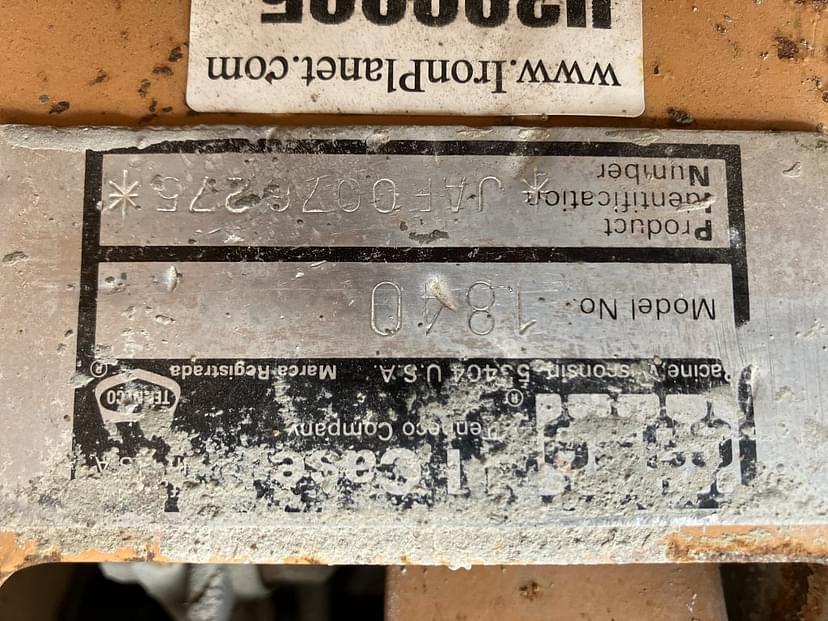 J I Case
Tenneco Company
TENNECO
®
®
Racine, Wisconsin 53404 U.S.A. Marca Registrada
Model No. 1840
Product
Identification
Number
*JAF0076275*
www.IronPlanet.com